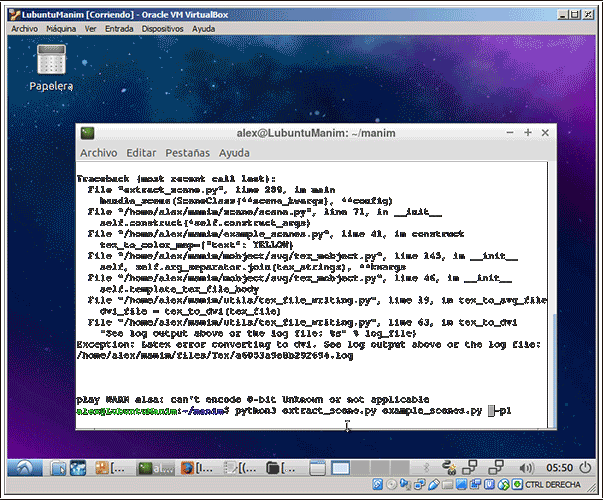 LubuntuManim [Corriendo] - Oracle VM VirtualBox
Archivo Máquina Ver Entrada Dispositivos Ayuda
Papelera
alex@LubuntuManim: ~/manim
Archivo Editar Pestañas Ayuda
Traceback (most recent call last):
File "extract_scene.py", line 209, in main
handle_scene(SceneClass(**scene_kwargs), **config)
File "/home/alex/manim/scene/scene.py", line 71, in __init__
self.construct(*self.construct_args)
File "/home/alex/manim/example_scenes.py", line 41, in construct
tex_to_color_map={"text": YELLOW}
File "/home/alex/manim/mobject/svg/tex_mobject.py", line 143, in __init__
self, self.arg_separator.join(tex_strings), **kwargs
File "/home/alex/manim/mobject/svg/tex_mobject.py", line 46, in __init__
self.template_tex_file_body
File "/home/alex/manim/utils/tex_file_writing.py", line 19, in tex_to_svg_file
dvi_file = tex_to_dvi(tex_file)
File "/home/alex/manim/utils/tex_file_writing.py", line 63, in tex_to_dvi
"See log output above or the log file: %s" % log_file)
Exception: Latex error converting to dvi. See log output above or the log file:
/home/alex/manim/files/Tex/
play WARN alsa: can't encode 0-bit Unknown or not applicable
alex@LubuntuManim:~/manim$ python3 extract_scene.py example_scenes.py -pl
[... al [... [... [(... [...
05:50
CTRL DERECHA